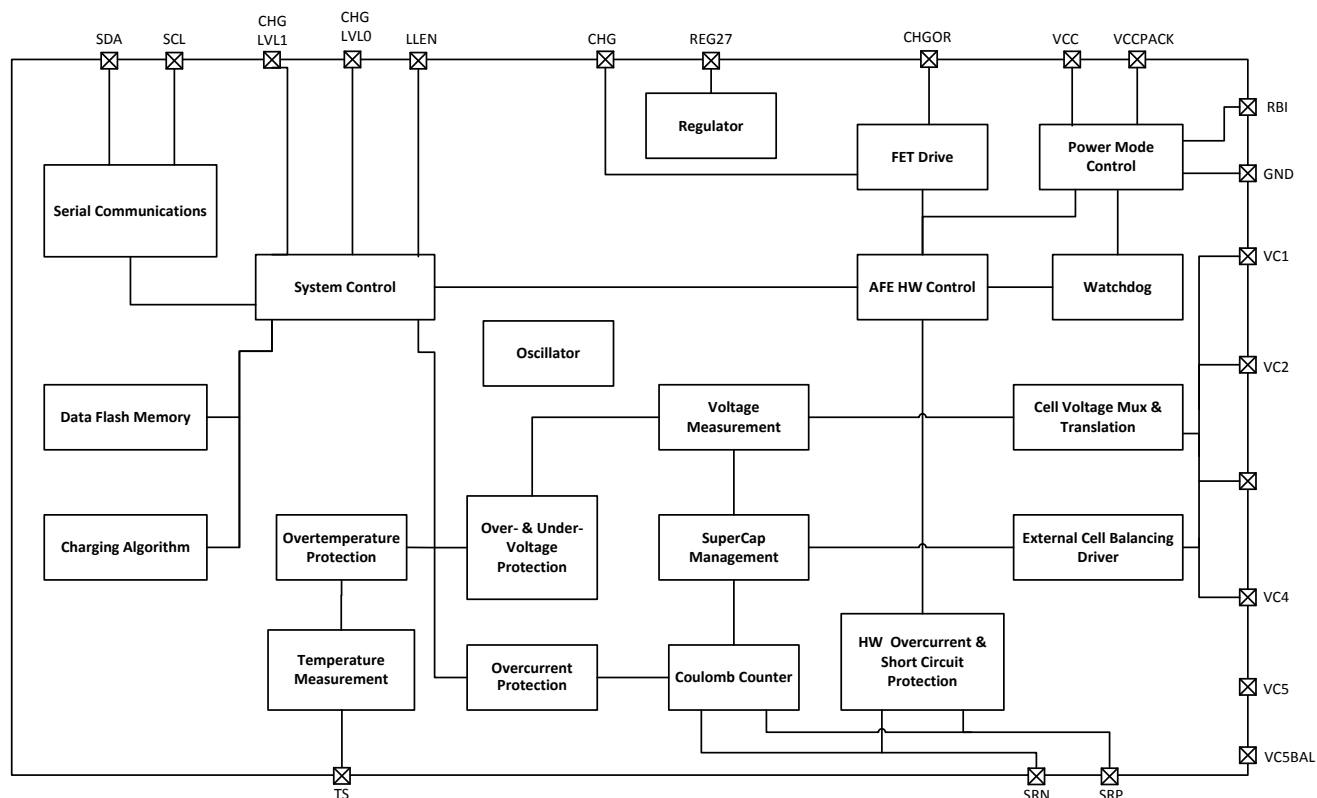 CHG
LVL1
CHG
LVL0
SDA
SCL
LLEN
CHG
REG27
CHGOR
VCC
VCCPACK
RBI
Regulator
FET Drive
Power Mode
Control
GND
Serial Communications
VC1
System Control
AFE HW Control
Watchdog
Oscillator
VC2
Data Flash Memory
Voltage
Measurement
Cell Voltage Mux &
Translation
Charging Algorithm
Overtemperature
Protection
Over- & Under-
Voltage
Protection
SuperCap
Management
External Cell Balancing
Driver
VC4
Temperature
Measurement
Overcurrent
Protection
Coulomb Counter
HW Overcurrent &
Short Circuit
Protection
VC5
VC5BAL
TS
SRN
SRP